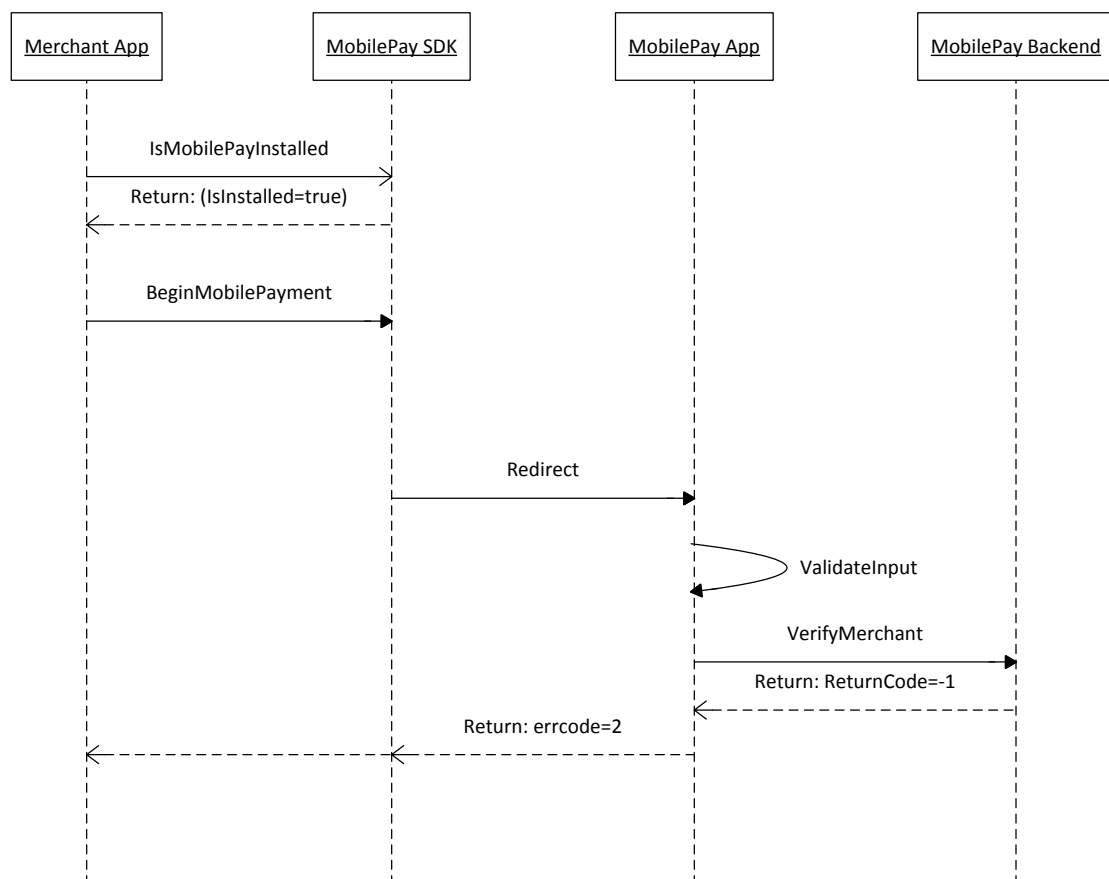 Merchant App
MobilePay SDK
MobilePay App
MobilePay Backend
IsMobilePayInstalled
Return: (IsInstalled=true)
BeginMobilePayment
Redirect
ValidateInput
VerifyMerchant
Return: ReturnCode=-1
Return: errcode=2